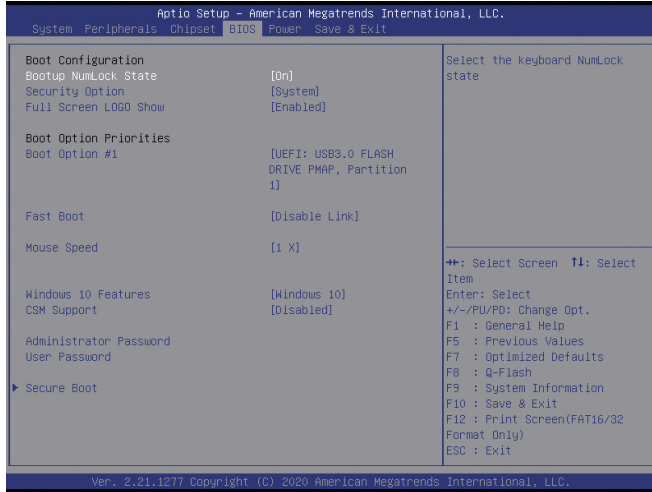 Aptio Setup – American Megatrends International, LLC.
System Peripherals Chipset BIOS Power Save & Exit
Boot Configuration
Bootup NumLock State [On]
Security Option [System]
Full Screen LOGO Show [Enabled]
Boot Option Priorities
Boot Option #1 [UEFI: USB3.0 FLASH
DRIVE PMAP, Partition
1]
Fast Boot [Disable Link]
Mouse Speed [1 X]
Windows 10 Features [Windows 10]
CSM Support [Disabled]
Administrator Password
User Password
Secure Boot
Select the keyboard NumLock
state
→←: Select Screen ↑↓: Select
Item
Enter: Select
+/-/PU/PD: Change Opt.
F1 : General Help
F5 : Previous Values
F7 : Optimized Defaults
F8 : Q-Flash
F9 : System Information
F10 : Save & Exit
F12 : Print Screen(FAT16/32
Format Only)
ESC : Exit
Ver. 2.21.1277 Copyright (C) 2020 American Megatrends International, LLC.